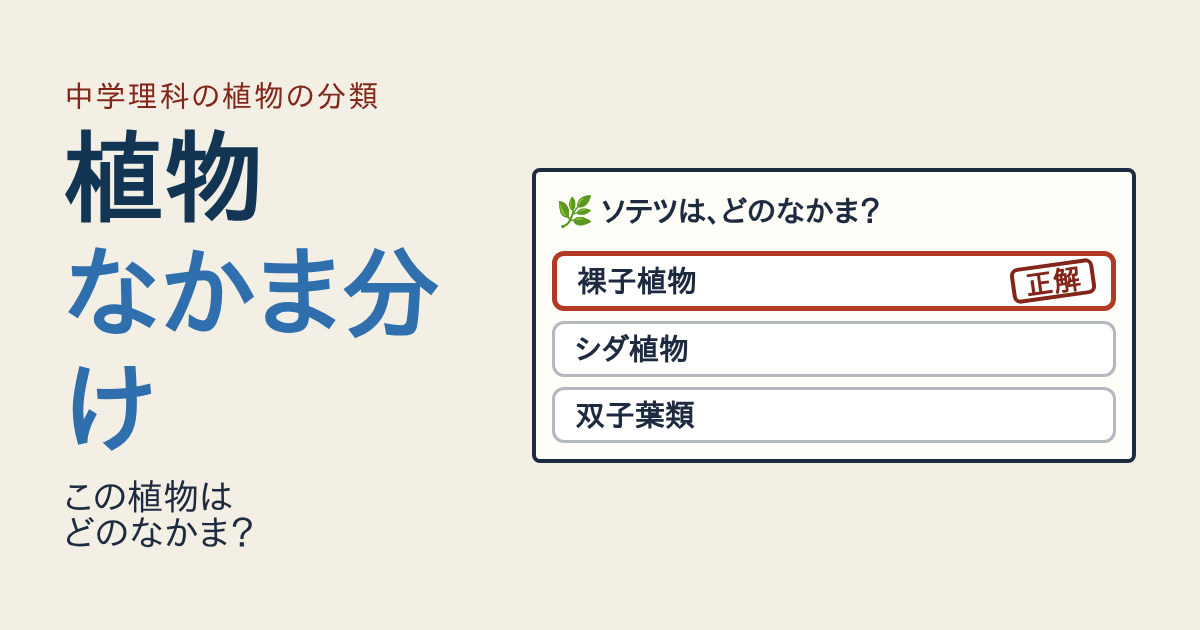 中学理科の植物の分類
植物
なかま分
け
この植物は
どのなかま?
🌿 ソテツは、どのなかま?
裸子植物
正解
シダ植物
双子葉類